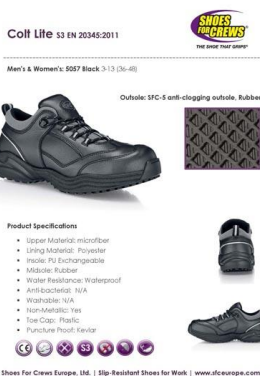 Colt Lite S3 EN 20345:2011
SHOES
FOR CREWS
THE SHOE THAT GRIPS®
Men's & Women's: 5057 Black 3-13 (36-48)
Outsole: SFC-5 anti-clogging outsole, Rubber
Product Specifications
• Upper Material: microfiber
• Lining Material: Polyester
• Insole: PU Exchangeable
• Midsole: Rubber
• Water Resistance: Waterproof
• Anti-bacterial: N/A
• Washable: N/A
• Non-Metallic: Yes
• Toe Cap: Plastic
• Puncture Proof: Kevlar
CE
S3
Shoes For Crews Europe, Ltd. | Slip-Resistant Shoes for Work | www.sfceurope.com